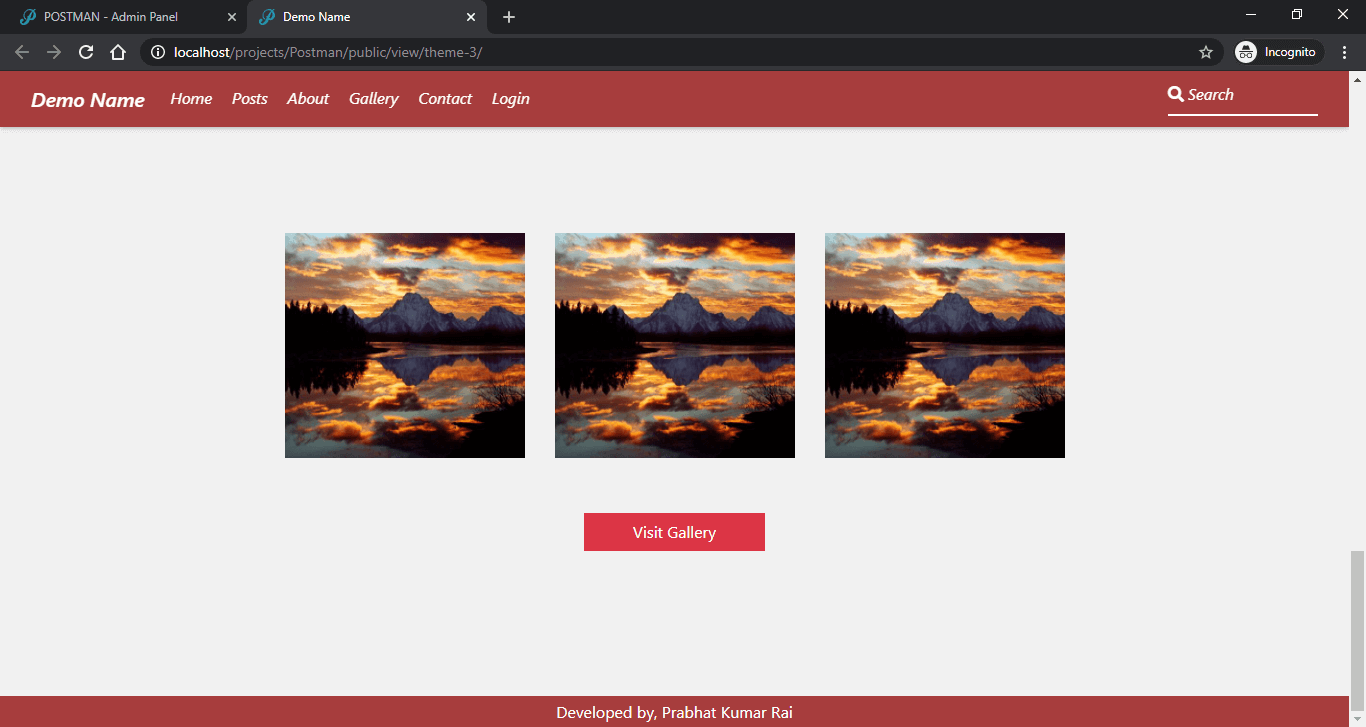 POSTMAN - Admin Panel
Demo Name
localhost/projects/Postman/public/view/theme-3/
Incognito
Demo Name Home Posts About Gallery Contact Login Search
Visit Gallery
Developed by, Prabhat Kumar Rai